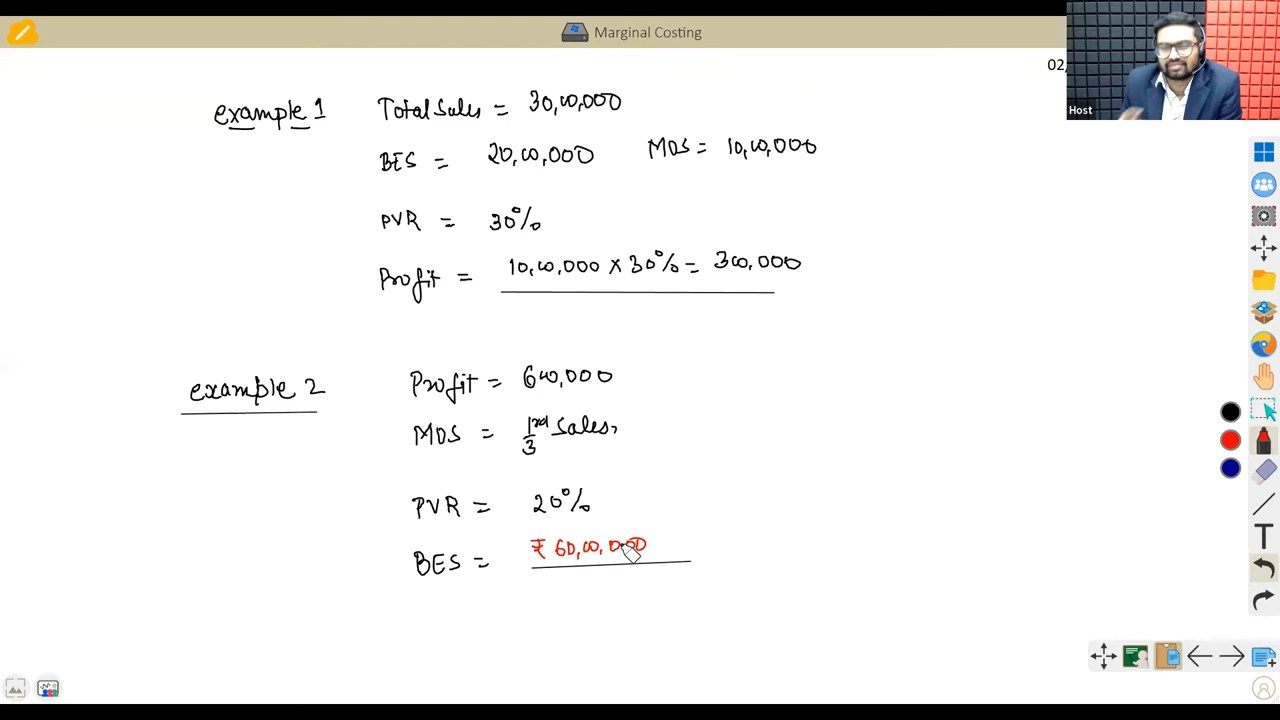 Marginal Costing
02/
Host
example 1 Total Sales = 30,00,000
BES = 20,00,000 MOS = 10,00,000
PVR = 30%
Profit = 10,00,000 x 30% = 300,000
example 2 Profit = 600,000
MOS = 1/3rd Sales,
PVR = 20%
BES = ₹ 60,00,000
T